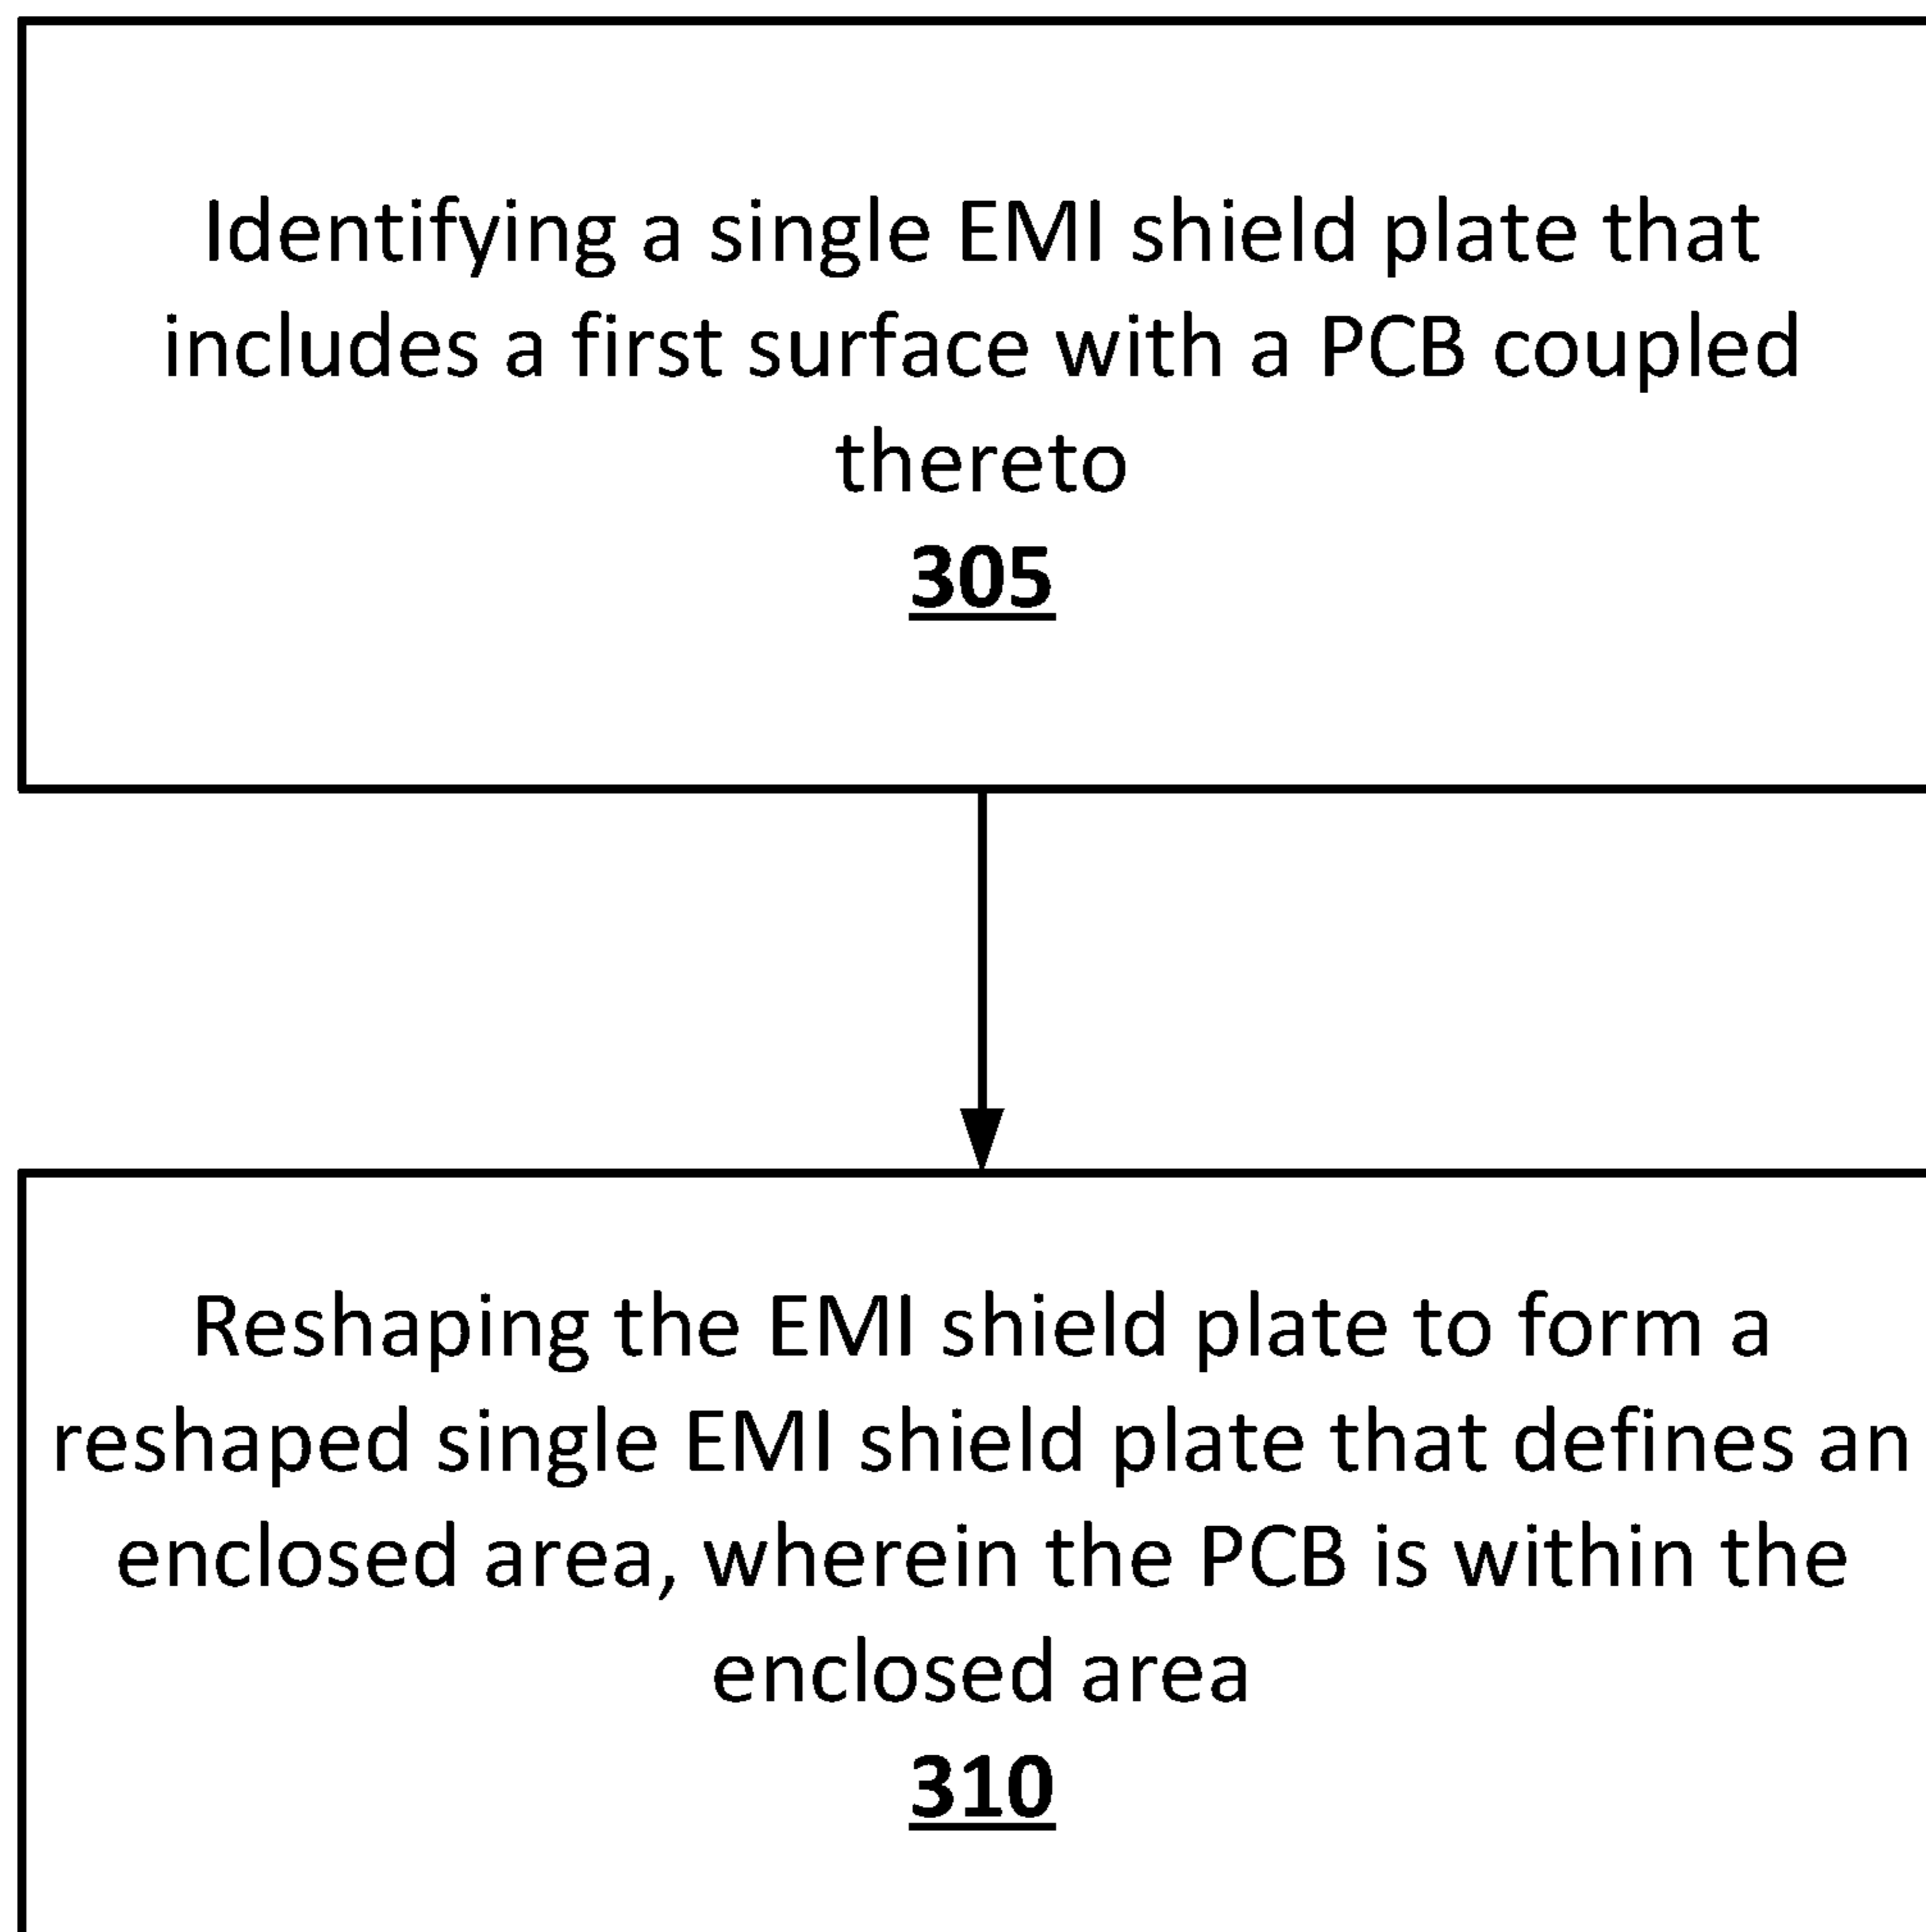 Identifying a single EMI shield plate that
includes a first surface with a PCB coupled
thereto
305
Reshaping the EMI shield plate to form a
reshaped single EMI shield plate that defines an
enclosed area, wherein the PCB is within the
enclosed area
310